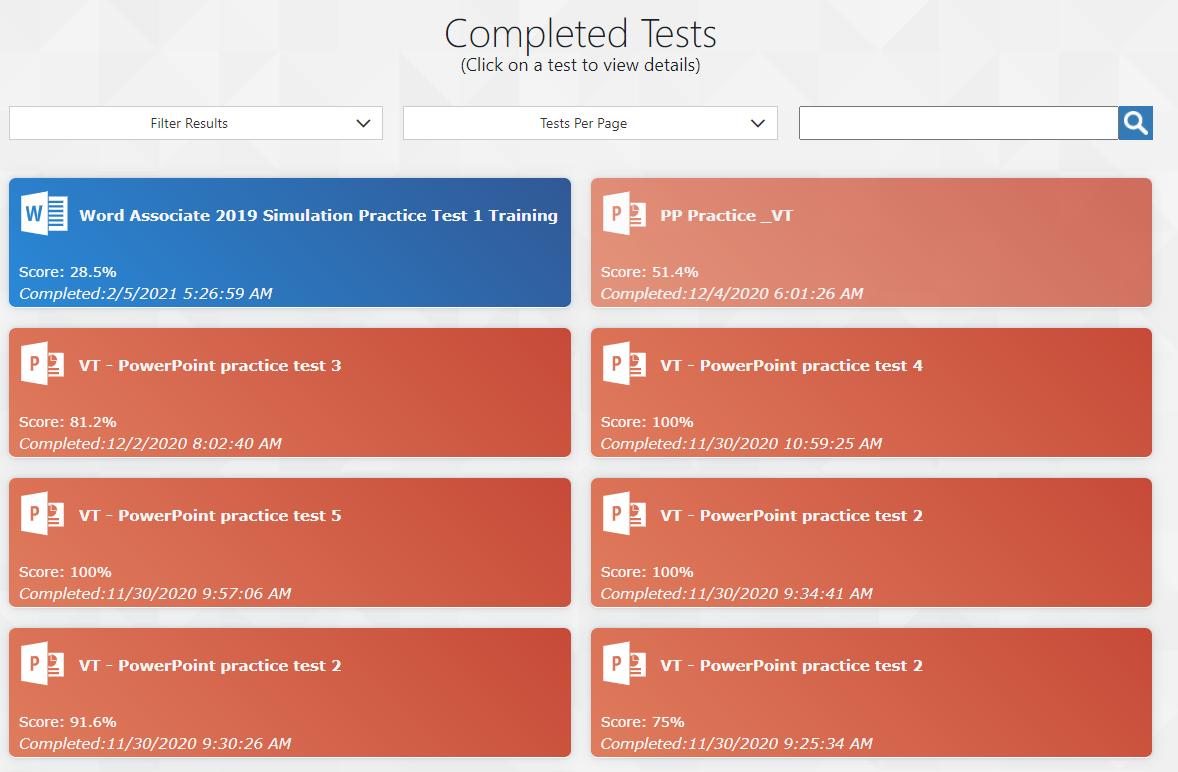 Completed Tests
(Click on a test to view details)
Filter Results
Tests Per Page
W Word Associate 2019 Simulation Practice Test 1 Training
Score: 28.5%
Completed:2/5/2021 5:26:59 AM
P PP Practice _VT
Score: 51.4%
Completed:12/4/2020 6:01:26 AM
P VT - PowerPoint practice test 3
Score: 81.2%
Completed:12/2/2020 8:02:40 AM
P VT - PowerPoint practice test 4
Score: 100%
Completed:11/30/2020 10:59:25 AM
P VT - PowerPoint practice test 5
Score: 100%
Completed:11/30/2020 9:57:06 AM
P VT - PowerPoint practice test 2
Score: 100%
Completed:11/30/2020 9:34:41 AM
P VT - PowerPoint practice test 2
Score: 91.6%
Completed:11/30/2020 9:30:26 AM
P VT - PowerPoint practice test 2
Score: 75%
Completed:11/30/2020 9:25:34 AM